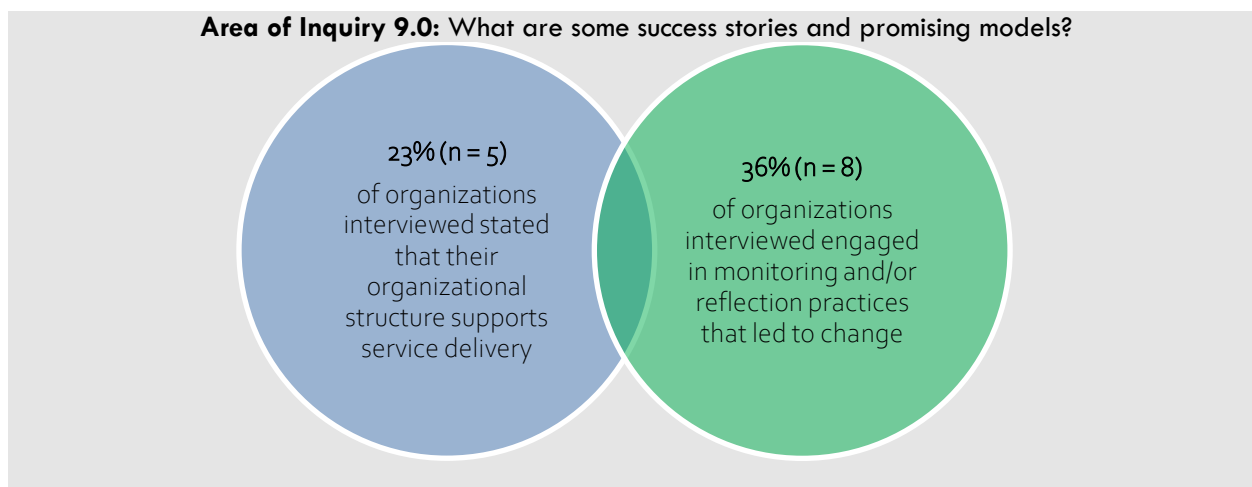 Area of Inquiry 9.0: What are some success stories and promising models?
23% (n = 5)
of organizations
interviewed stated
that their
organizational
structure supports
service delivery
36% (n = 8)
of organizations
interviewed engaged
in monitoring and/or
reflection practices
that led to change